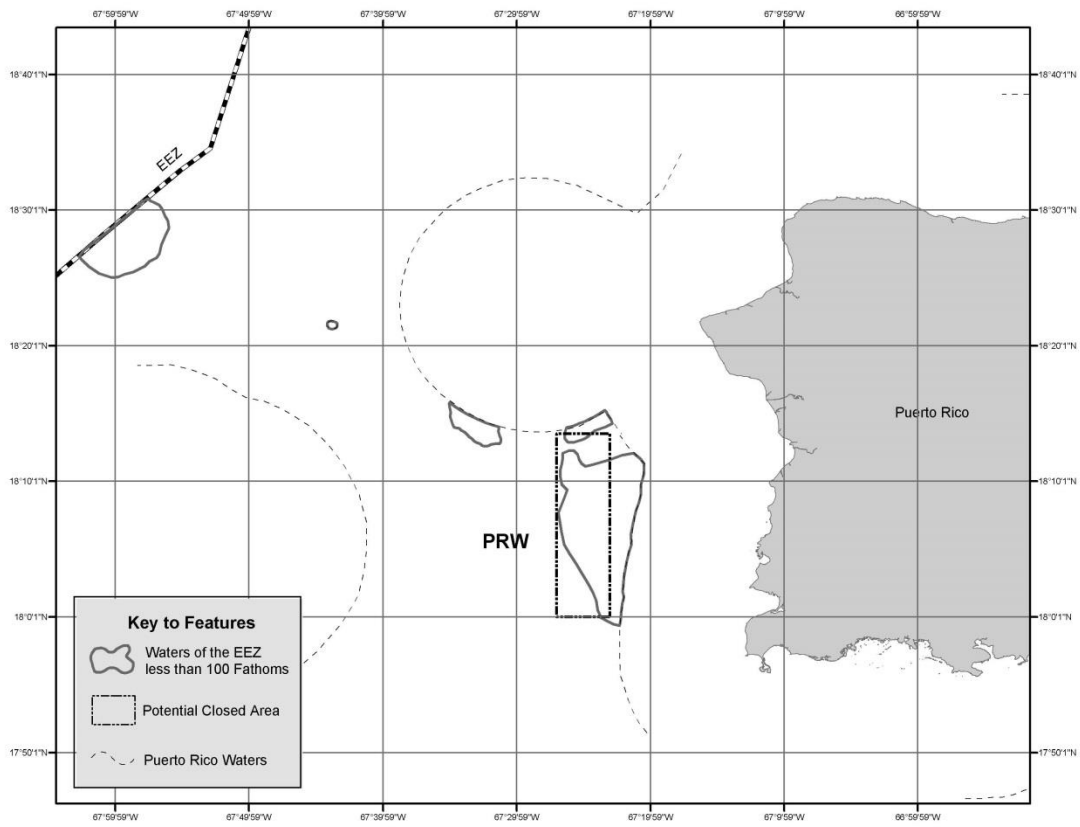 67°59'59"W 67°49'59"W 67°39'59"W 67°29'59"W 67°19'59"W 67°9'59"W 66°59'59"W
18°40'1"N 18°40'1"N
EEZ
18°30'1"N 18°30'1"N
18°20'1"N 18°20'1"N
Puerto Rico
18°10'1"N 18°10'1"N
PRW
18°0'1"N 18°0'1"N
Key to Features
Waters of the EEZ
less than 100 Fathoms
Potential Closed Area
Puerto Rico Waters
17°50'1"N 17°50'1"N
67°59'59"W 67°49'59"W 67°39'59"W 67°29'59"W 67°19'59"W 67°9'59"W 66°59'59"W